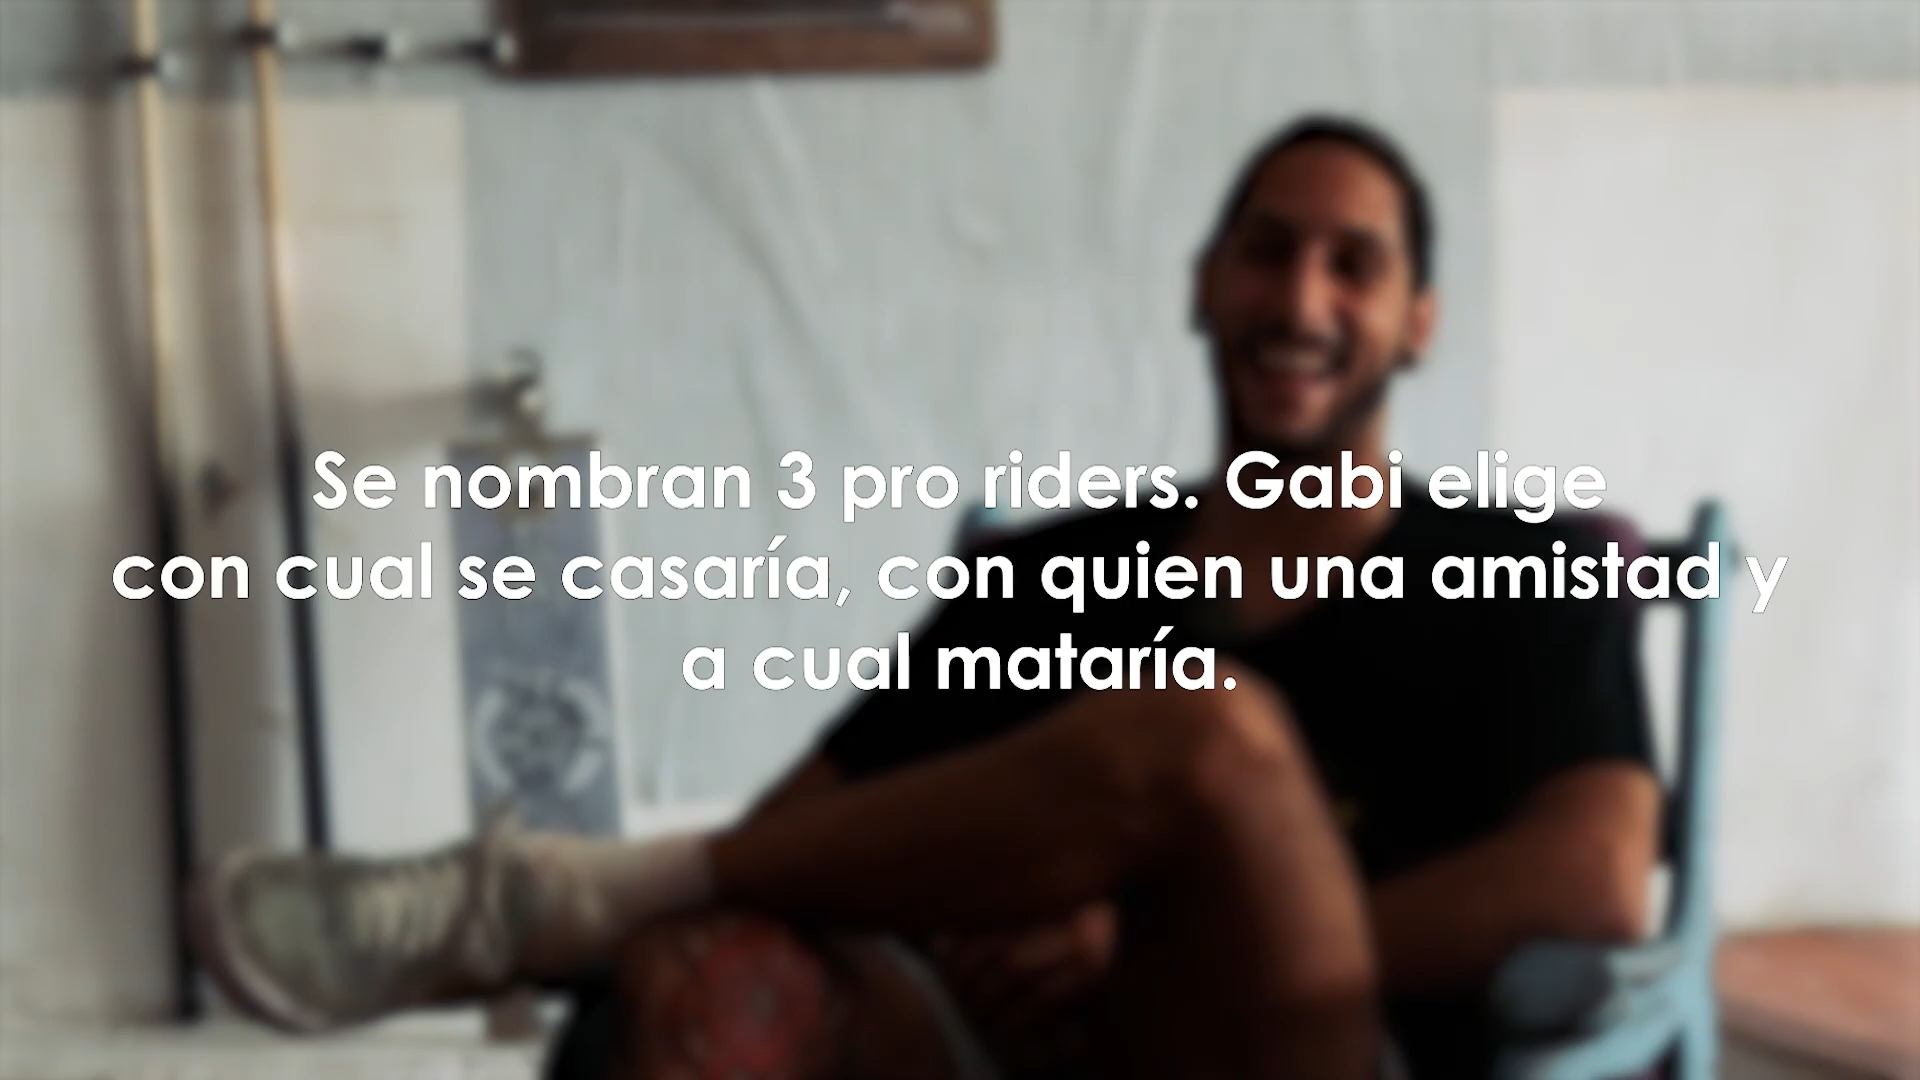 Se nombran 3 pro riders. Gabi elige
con cual se casaría, con quien una amistad y
a cual mataría.